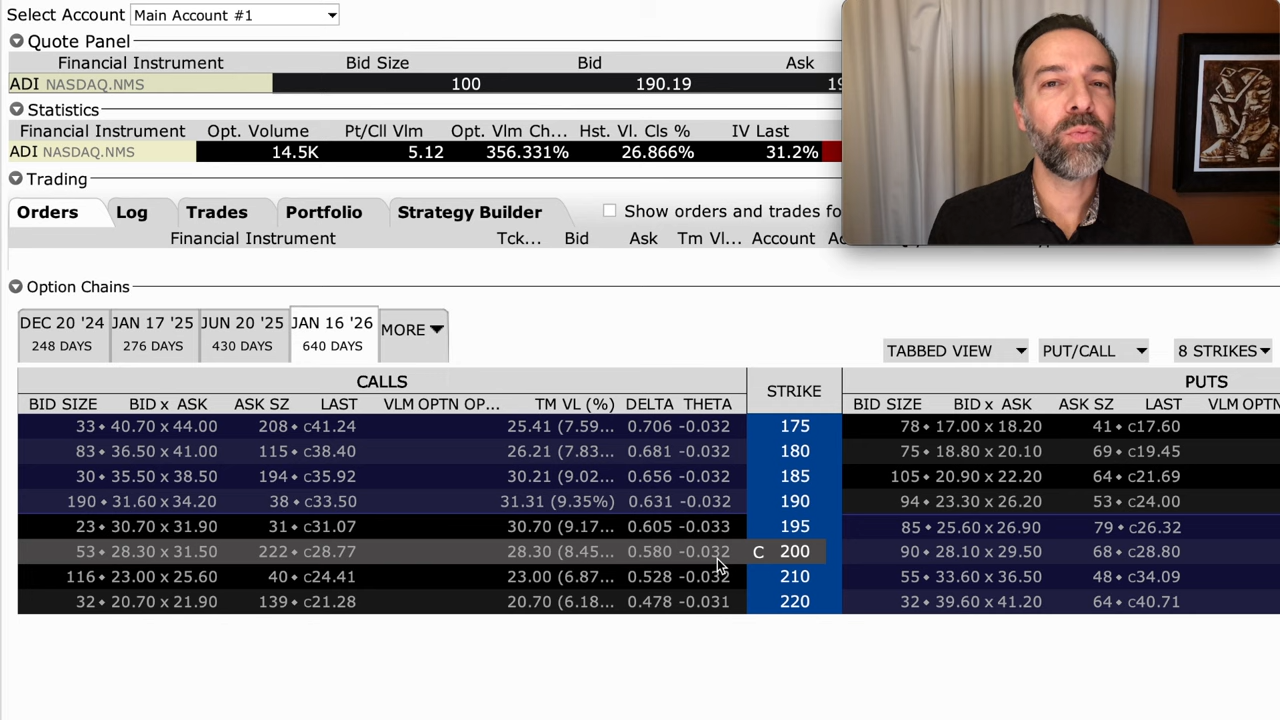 Select Account Main Account #1
Quote Panel
Financial Instrument Bid Size Bid Ask
ADI NASDAQ.NMS 100 190.19
Statistics
Financial Instrument Opt. Volume Pt/Cll Vlm Opt. Vlm Ch... Hst. Vl. Cls % IV Last
ADI NASDAQ.NMS 14.5K 5.12 356.331% 26.866% 31.2%
Trading
Orders Log Trades Portfolio Strategy Builder Show orders and trades fo
Financial Instrument Tck... Bid Ask Tm Vl... Account
Option Chains
DEC 20 '24 JAN 17 '25 JUN 20 '25 JAN 16 '26 MORE
248 DAYS 276 DAYS 430 DAYS 640 DAYS
TABBED VIEW PUT/CALL 8 STRIKES
CALLS STRIKE PUTS
BID SIZE BID x ASK ASK SZ LAST VLM OPTN OP... TM VL (%) DELTA THETA BID SIZE BID x ASK ASK SZ LAST VLM OPTN
33 40.70 x 44.00 208 c41.24 25.41 (7.59... 0.706 -0.032 175 78 17.00 x 18.20 41 c17.60
83 36.50 x 41.00 115 c38.40 26.21 (7.83... 0.681 -0.032 180 75 18.80 x 20.10 69 c19.45
30 35.50 x 38.50 194 c35.92 30.21 (9.02... 0.656 -0.032 185 105 20.90 x 22.20 64 c21.69
190 31.60 x 34.20 38 c33.50 31.31 (9.35%) 0.631 -0.032 190 94 23.30 x 26.20 53 c24.00
23 30.70 x 31.90 31 c31.07 30.70 (9.17... 0.605 -0.033 195 85 25.60 x 26.90 79 c26.32
53 28.30 x 31.50 222 c28.77 28.30 (8.45... 0.580 -0.032 C 200 90 28.10 x 29.50 68 c28.80
116 23.00 x 25.60 40 c24.41 23.00 (6.87... 0.528 -0.032 210 55 33.60 x 36.50 48 c34.09
32 20.70 x 21.90 139 c21.28 20.70 (6.18... 0.478 -0.031 220 32 39.60 x 41.20 64 c40.71